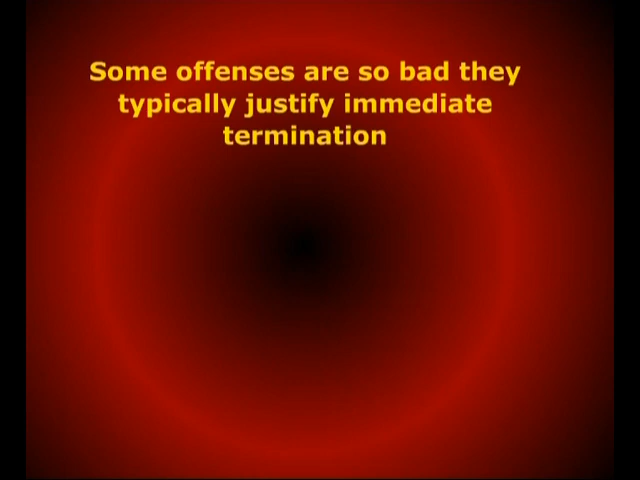 Some offenses are so bad they
typically justify immediate
termination